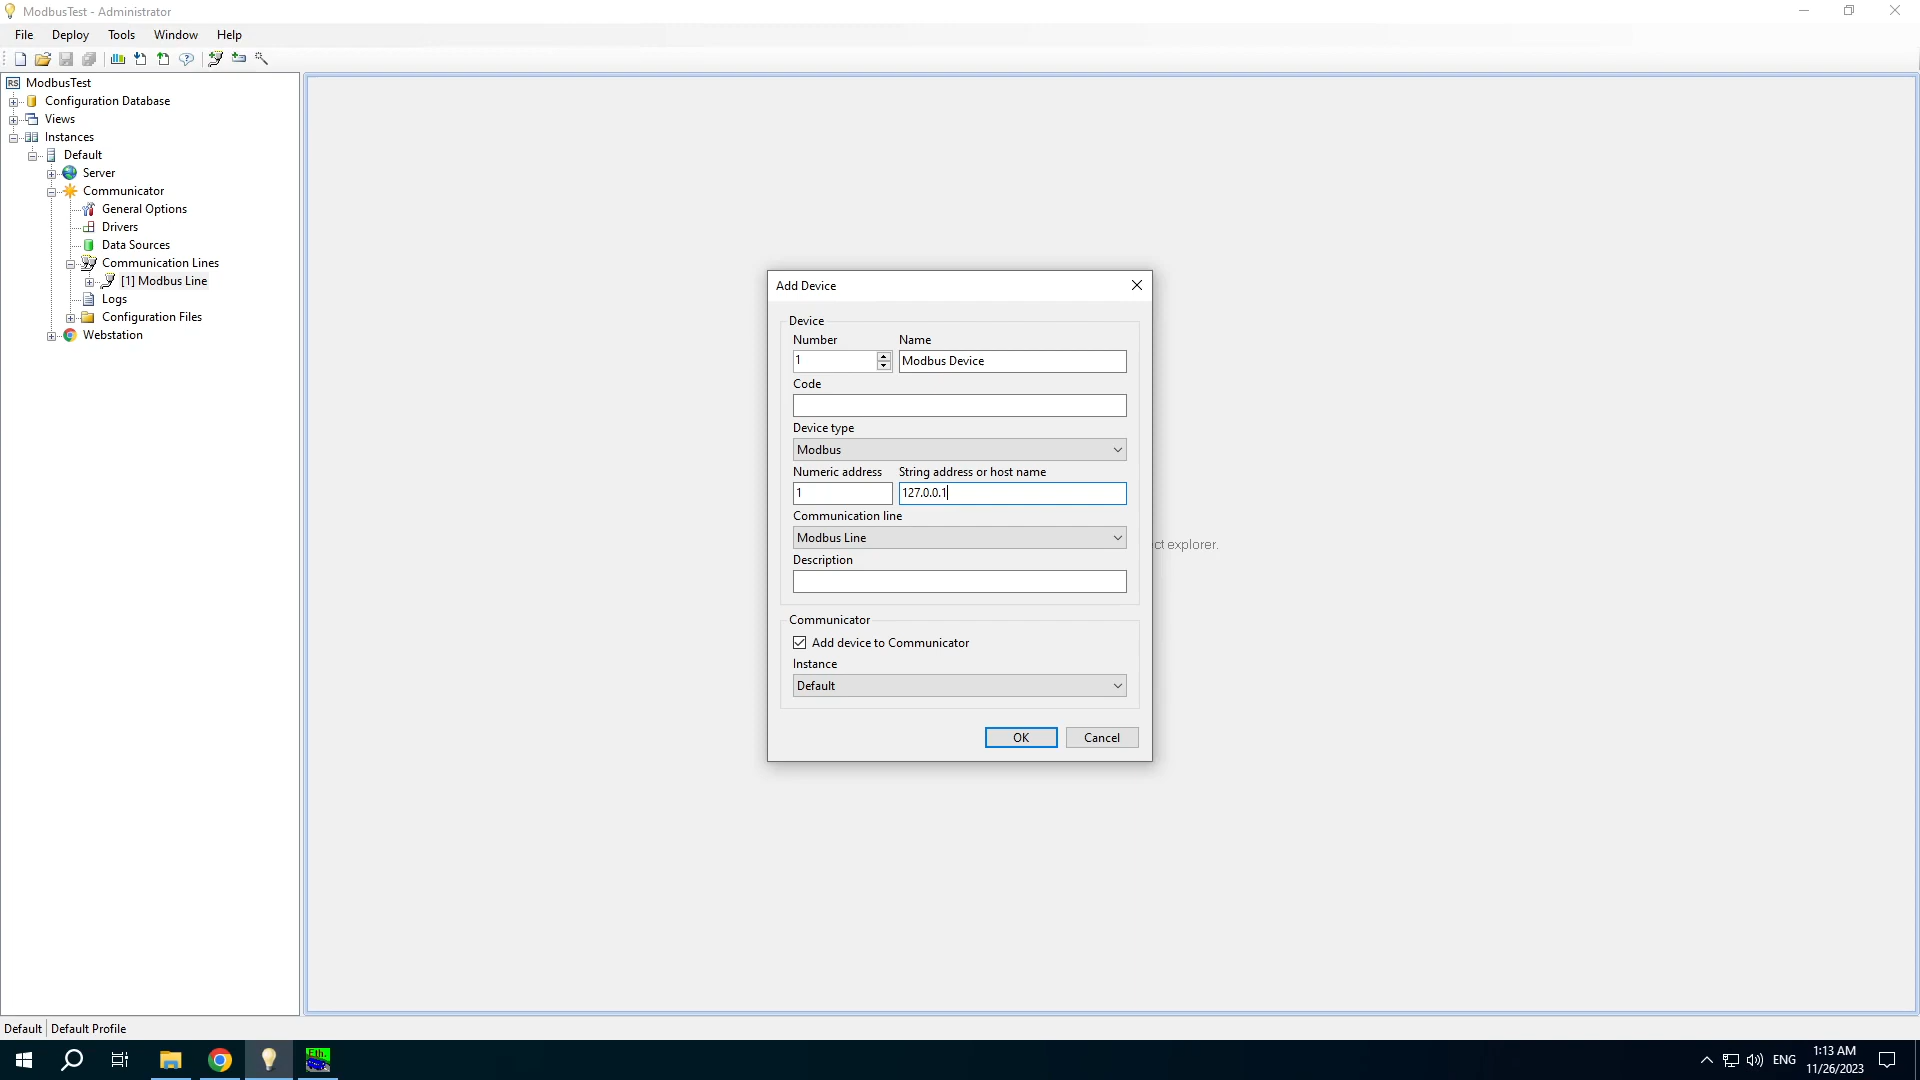 ModbusTest - Administrator
File Deploy Tools Window Help
RS ModbusTest
Configuration Database
Views
Instances
Default
Server
Communicator
General Options
Drivers
Data Sources
Communication Lines
[1] Modbus Line
Logs
Configuration Files
Webstation
Add Device
Device
Number Name
1 Modbus Device
Code
Device type
Modbus
Numeric address String address or host name
1 127.0.0.1
Communication line
Modbus Line
ct explorer.
Description
Communicator
Add device to Communicator
Instance
Default
OK Cancel
Default Default Profile
Eth.
ENG
1:13 AM
11/26/2023